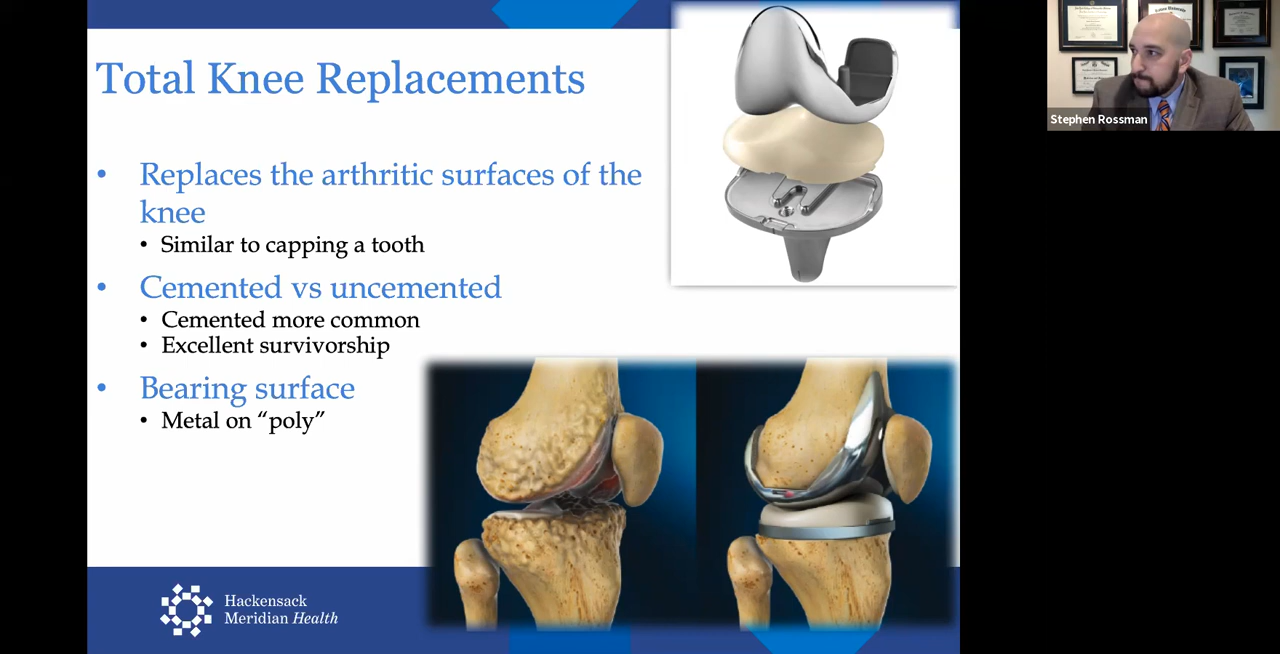 Total Knee Replacements
• Replaces the arthritic surfaces of the
knee
• Similar to capping a tooth
• Cemented vs uncemented
• Cemented more common
• Excellent survivorship
• Bearing surface
• Metal on “poly”
Hackensack
Meridian Health
Stephen Rossman